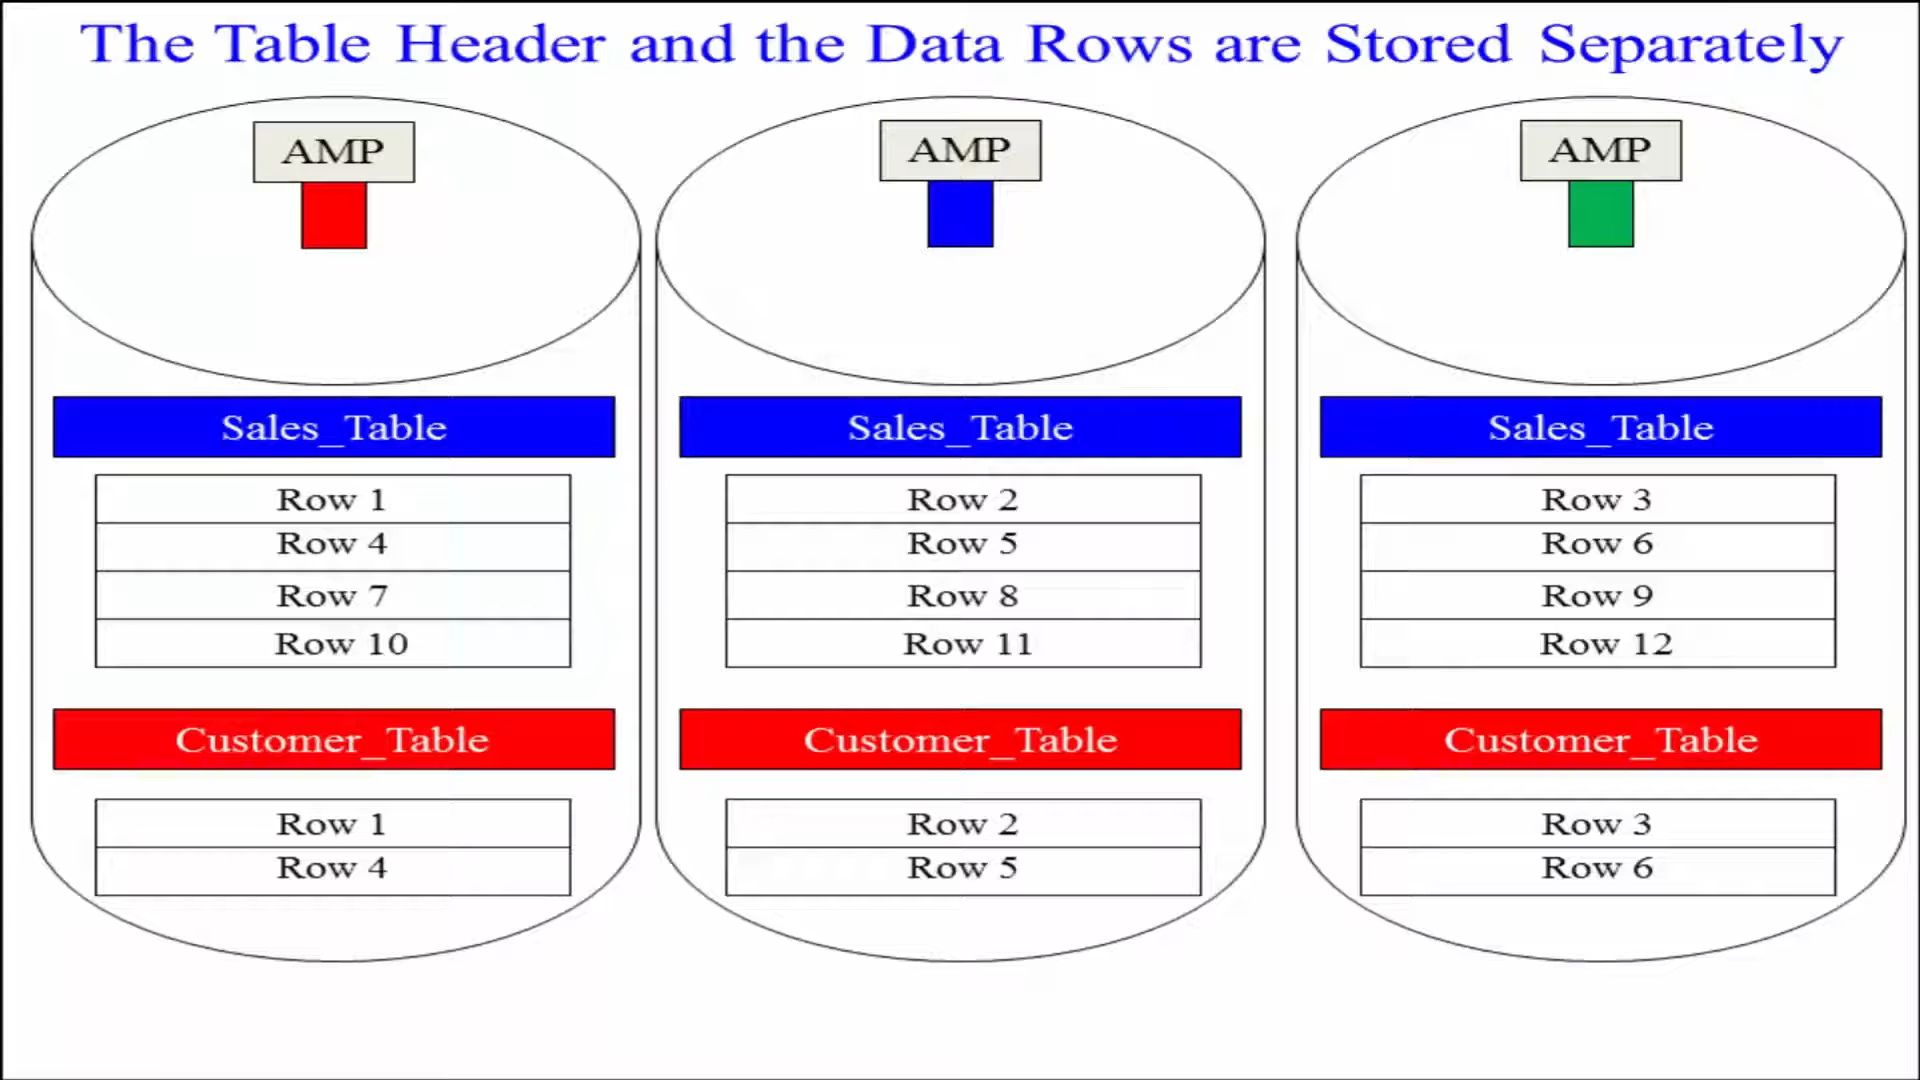 The Table Header and the Data Rows are Stored Separately
AMP
AMP
AMP
Sales_Table
Row 1
Row 4
Row 7
Row 10
Customer_Table
Row 1
Row 4
Sales_Table
Row 2
Row 5
Row 8
Row 11
Customer_Table
Row 2
Row 5
Sales_Table
Row 3
Row 6
Row 9
Row 12
Customer_Table
Row 3
Row 6